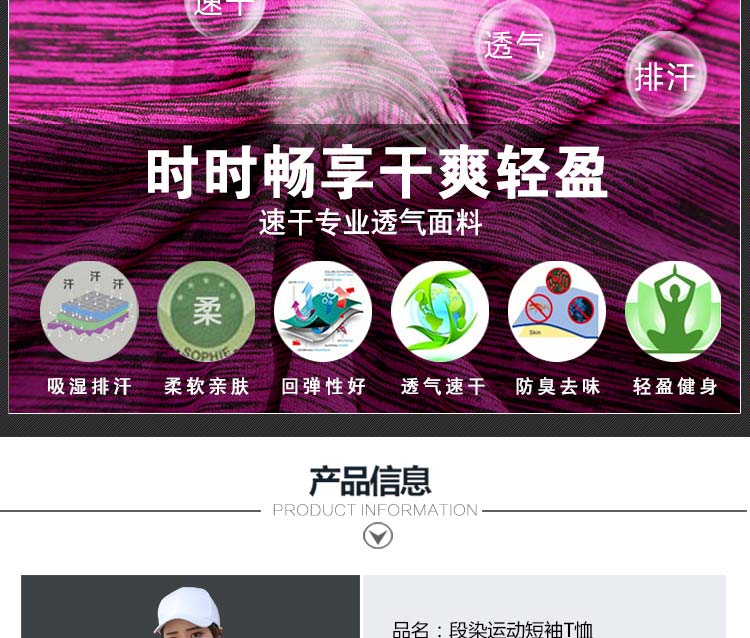 速干
透气
排汗
时时畅享干爽轻盈
速干专业透气面料
汗 汗 汗
柔
SOPHIE
Skin
吸湿排汗 柔软亲肤 回弹性好 透气速干 防臭去味 轻盈健身
产品信息
PRODUCT INFORMATION
品名：段染运动短袖T恤